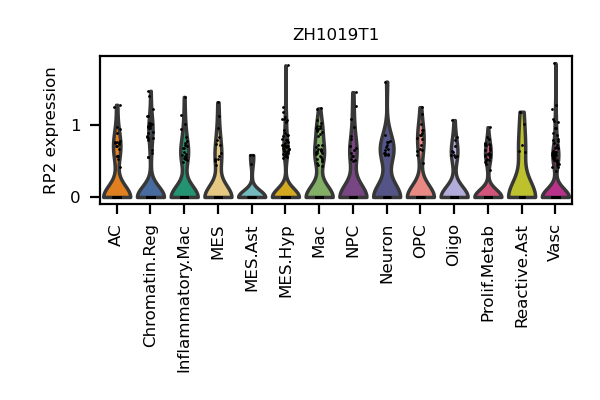 ZH1019T1
RP2 expression
1
0
AC
Chromatin.Reg
Inflammatory.Mac
MES
MES.Ast
MES.Hyp
Mac
NPC
Neuron
OPC
Oligo
Prolif.Metab
Reactive.Ast
Vasc